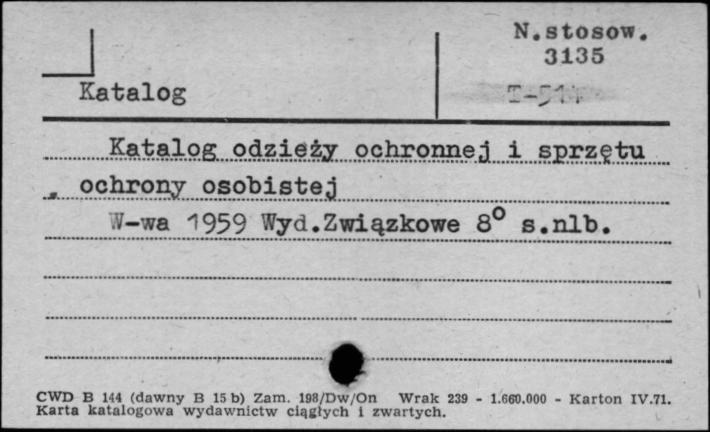 N.stosow.
3135
Katalog
Katalog odzieży ochronnej i sprzętu
ochrony osobistej
W-wa 1959 Wyd.Związkowe 8° s.nlb.
CWD B 144 (dawny B 15 b) Zam. 198/Dw/On Wrak 239 - 1.660.000 - Karton IV.71.
Karta katalogowa wydawnictw ciągłych i zwartych.